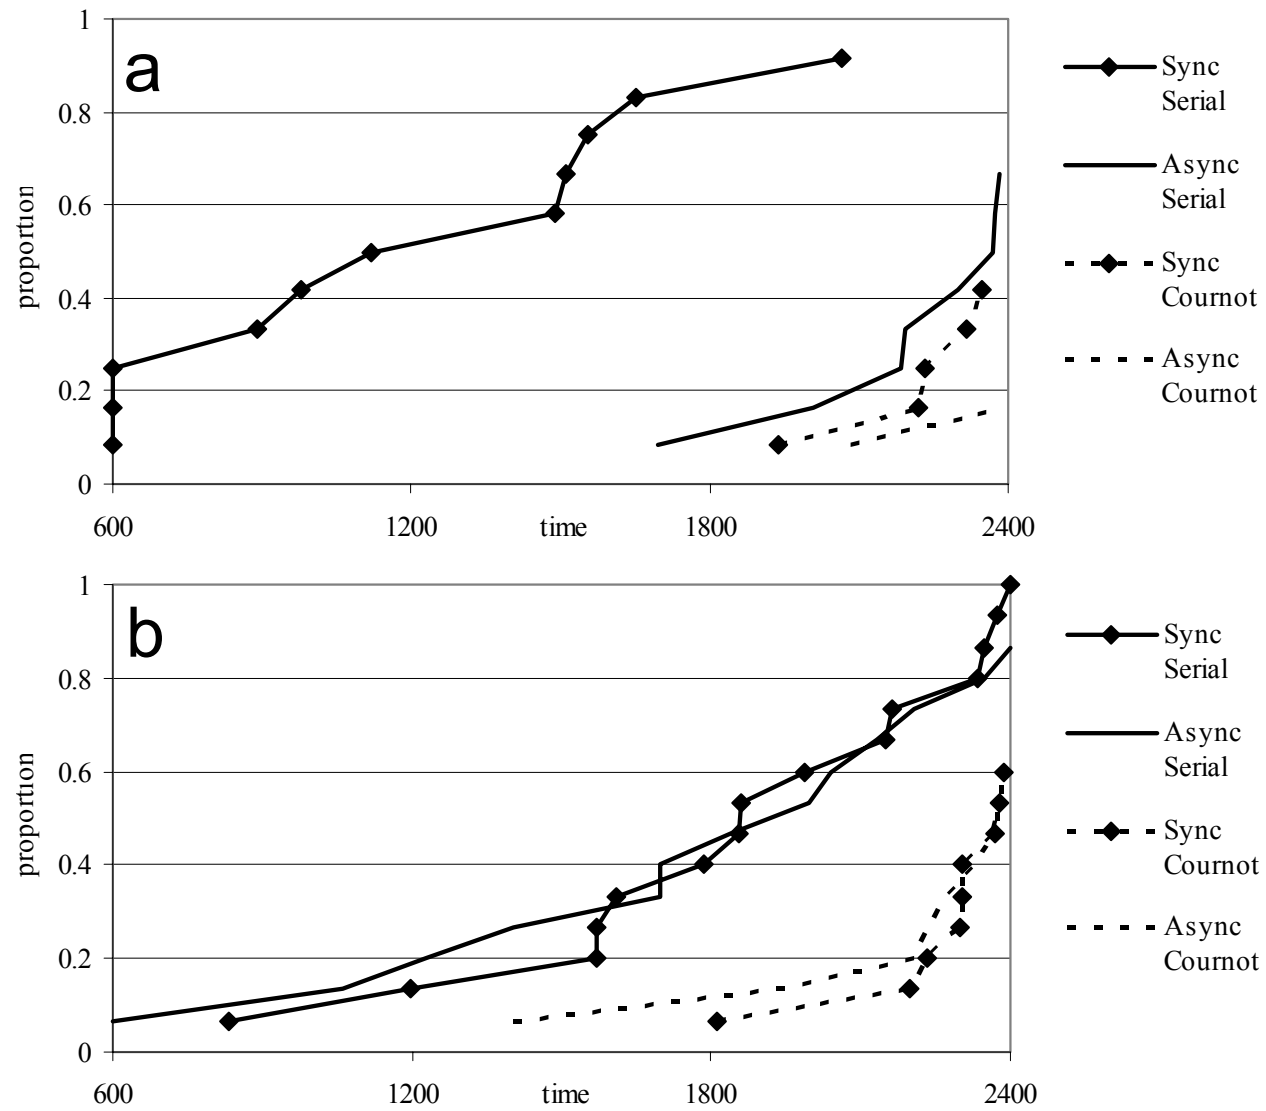 1
a
0.8
0.6
0.4
0.2
0
proportion
600 1200 time 1800 2400
Sync
Serial
Async
Serial
Sync
Cournot
Async
Cournot
1
b
0.8
0.6
0.4
0.2
0
proportion
600 1200 time 1800 2400
Sync
Serial
Async
Serial
Sync
Cournot
Async
Cournot